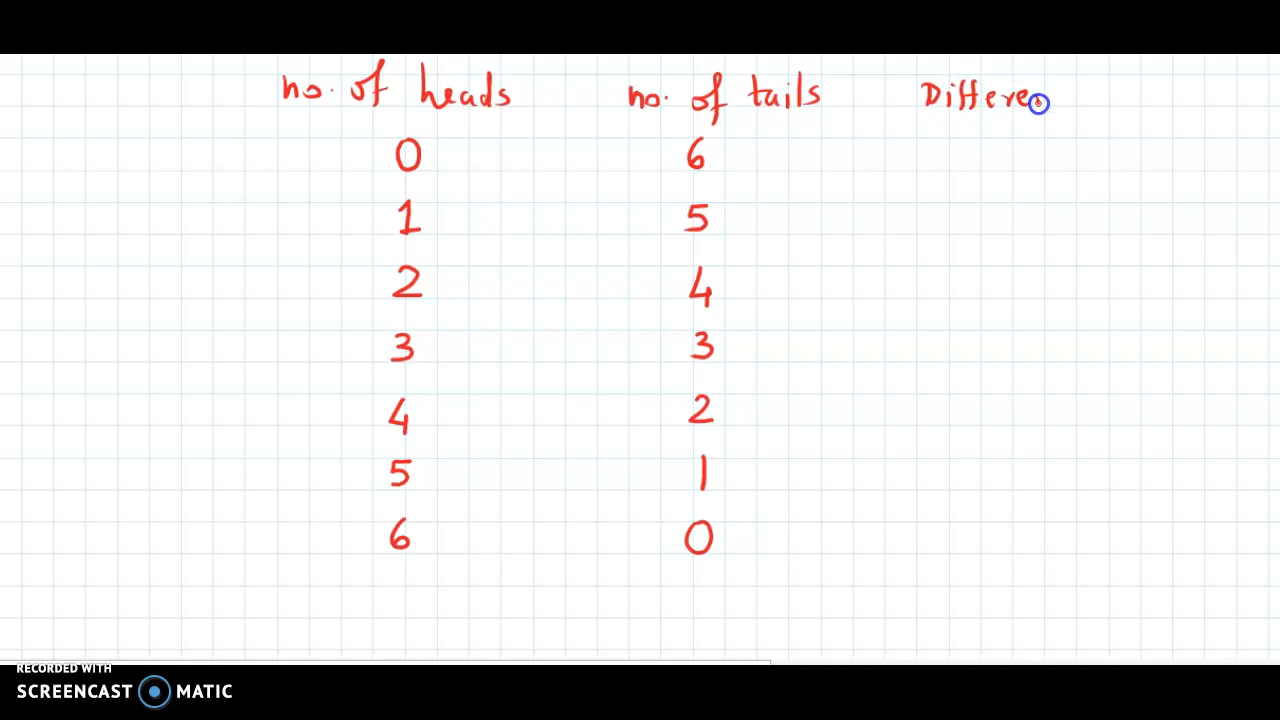 no. of heads no. of tails Differe
0 6
1 5
2 4
3 3
4 2
5 1
6 0
RECORDED WITH
SCREENCAST MATIC